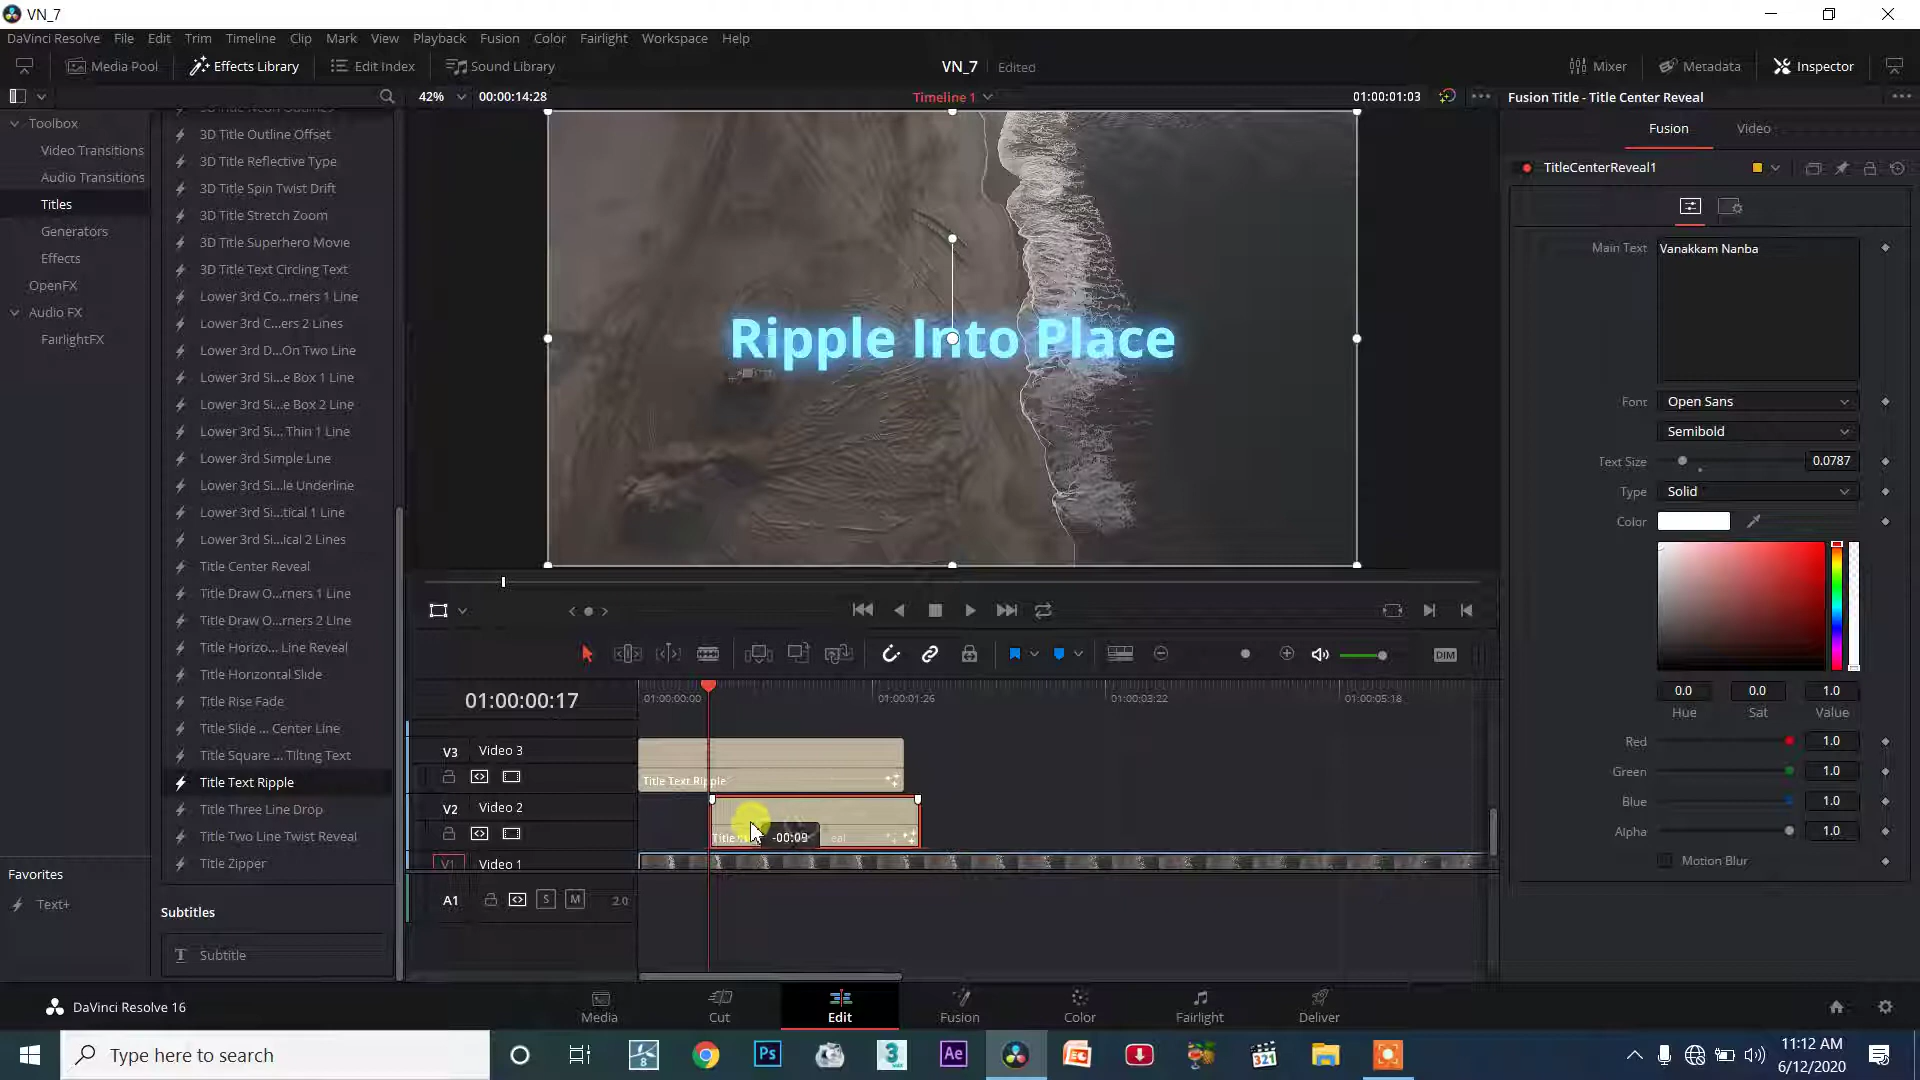 VN_7
DaVinci Resolve File Edit Trim Timeline Clip Mark View Playback Fusion Color Fairlight Workspace Help
Media Pool Effects Library Edit Index Sound Library VN_7 Edited Mixer Metadata Inspector
42% 00:00:14:28 Timeline 1 01:00:01:03 Fusion Title - Title Center Reveal
Fusion Video
TitleCenterReveal1
Toolbox
Video Transitions
Audio Transitions
Titles
Generators
Effects
OpenFX
Audio FX
FairlightFX
3D Title Outline Offset
3D Title Reflective Type
3D Title Spin Twist Drift
3D Title Stretch Zoom
3D Title Superhero Movie
3D Title Text Circling Text
Lower 3rd Co...rners 1 Line
Lower 3rd C...ers 2 Lines
Lower 3rd D...On Two Line
Lower 3rd Si...e Box 1 Line
Lower 3rd Si...e Box 2 Line
Lower 3rd Si... Thin 1 Line
Lower 3rd Simple Line
Lower 3rd Si...le Underline
Lower 3rd Si...tical 1 Line
Lower 3rd Si...ical 2 Lines
Title Center Reveal
Title Draw O...rners 1 Line
Title Draw O...rners 2 Line
Title Horizo... Line Reveal
Title Horizontal Slide
Title Rise Fade
Title Slide ... Center Line
Title Square ... Tilting Text
Title Text Ripple
Title Three Line Drop
Title Two Line Twist Reveal
Title Zipper
Favorites
Text+
Subtitles
Subtitle
Ripple Into Place
Main Text Vanakkam Nanba
Font Open Sans
Semibold
Text Size 0.0787
Type Solid
Color
0.0 0.0 1.0
Hue Sat Value
Red 1.0
Green 1.0
Blue 1.0
Alpha 1.0
Motion Blur
DIM
01:00:00:17 01:00:00:00 01:00:01:26 01:00:03:22 01:00:05:18
V3 Video 3
Title Text Ripple
V2 Video 2
-00:09 eal
V1 Video 1
A1 S M 2.0
DaVinci Resolve 16 Media Cut Edit Fusion Color Fairlight Deliver
Type here to search
Ps
Ae
11:12 AM
6/12/2020